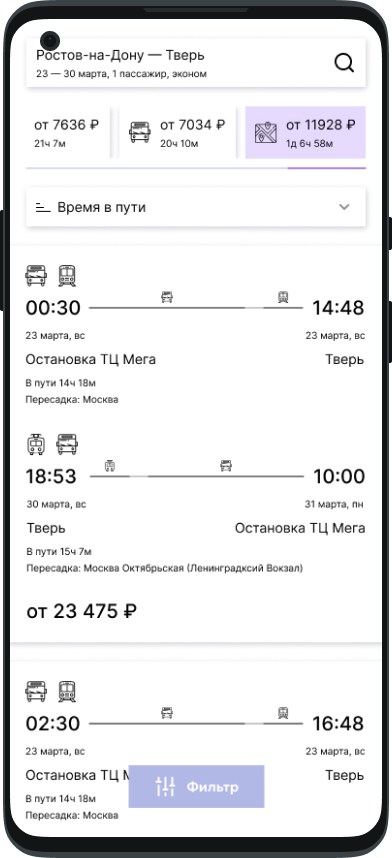 Ростов-на-Дону — Тверь
23 — 30 марта, 1 пассажир, эконом
от 7636 ₽ от 7034 ₽ от 11928 ₽
21ч 7м 20ч 10м 1д 6ч 58м
Время в пути
00:30 14:48
23 марта, вс 23 марта, вс
Остановка ТЦ Мега Тверь
В пути 14ч 18м
Пересадка: Москва
18:53 10:00
30 марта, вс 31 марта, пн
Тверь Остановка ТЦ Мега
В пути 15ч 7м
Пересадка: Москва Октябрьская (Ленинградксий Вокзал)
от 23 475 ₽
02:30 16:48
23 марта, вс 23 марта, вс
Остановка ТЦ Тверь
Фильтр
В пути 14ч 18м
Пересадка: Москва